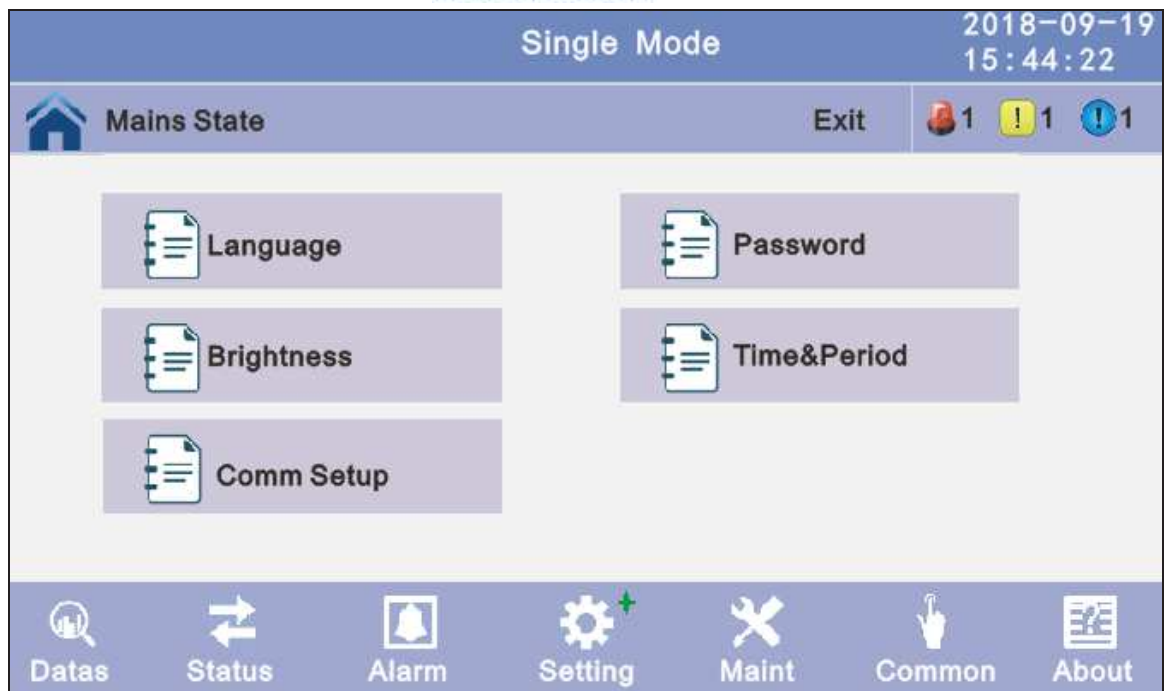 Single Mode
2018-09-19
15:44:22
Mains State
Exit
1
! 1
! 1
Language
Password
Brightness
Time&Period
Comm Setup
Datas
Status
Alarm
Setting
Maint
Common
About